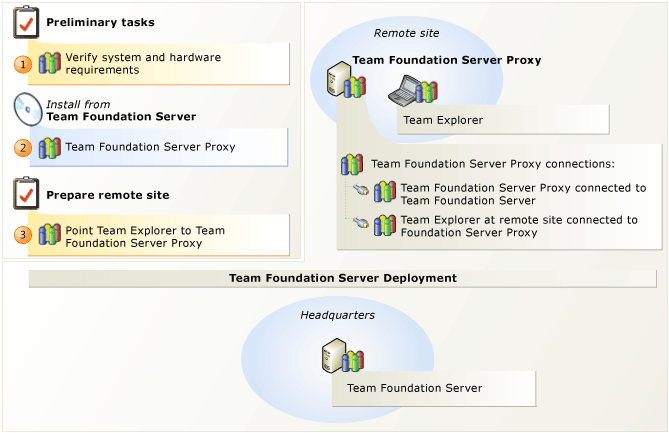 Preliminary tasks
1
Verify system and hardware
requirements
Install from
Team Foundation Server
2
Team Foundation Server Proxy
Prepare remote site
3
Point Team Explorer to Team
Foundation Server Proxy
Remote site
Team Foundation Server Proxy
Team Explorer
Team Foundation Server Proxy connections:
Team Foundation Server Proxy connected to
Team Foundation Server
Team Explorer at remote site connected to
Foundation Server Proxy
Team Foundation Server Deployment
Headquarters
Team Foundation Server